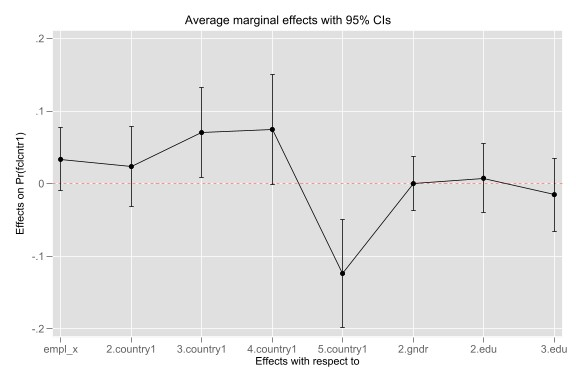 Average marginal effects with 95% CIs
.2
.1
0
-.1
-.2
Effects on Pr(fclcntr1)
empl_x 2.country1 3.country1 4.country1 5.country1 2.gndr 2.edu 3.edu
Effects with respect to